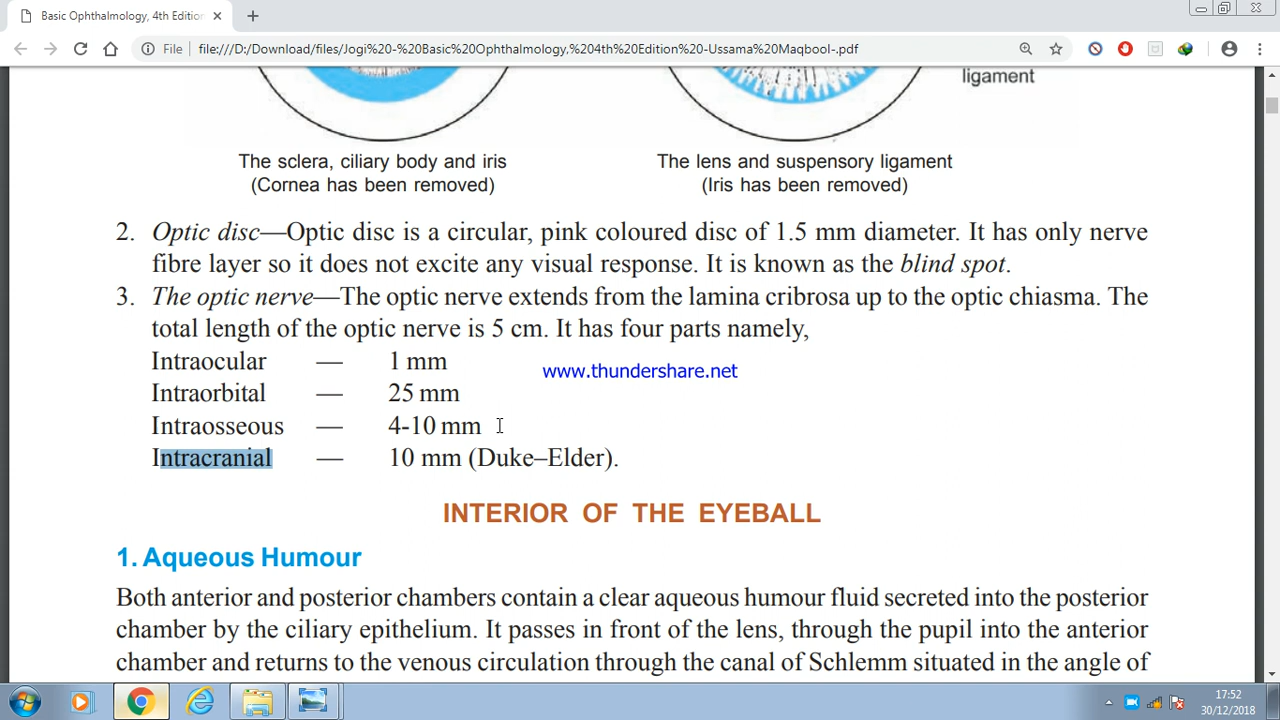 Basic Ophthalmology, 4th Edition
File file:///D:/Download/files/Jogi%20-%20Basic%20Ophthalmology,%204th%20Edition%20-Ussama%20Maqbool-.pdf
ligament
The sclera, ciliary body and iris
(Cornea has been removed)
The lens and suspensory ligament
(Iris has been removed)
2. Optic disc—Optic disc is a circular, pink coloured disc of 1.5 mm diameter. It has only nerve
fibre layer so it does not excite any visual response. It is known as the blind spot.
3. The optic nerve—The optic nerve extends from the lamina cribrosa up to the optic chiasma. The
total length of the optic nerve is 5 cm. It has four parts namely,
Intraocular — 1 mm
www.thundershare.net
Intraorbital — 25 mm
Intraosseous — 4-10 mm
Intracranial — 10 mm (Duke–Elder).
INTERIOR OF THE EYEBALL
1. Aqueous Humour
Both anterior and posterior chambers contain a clear aqueous humour fluid secreted into the posterior
chamber by the ciliary epithelium. It passes in front of the lens, through the pupil into the anterior
chamber and returns to the venous circulation through the canal of Schlemm situated in the angle of
17:52
30/12/2018